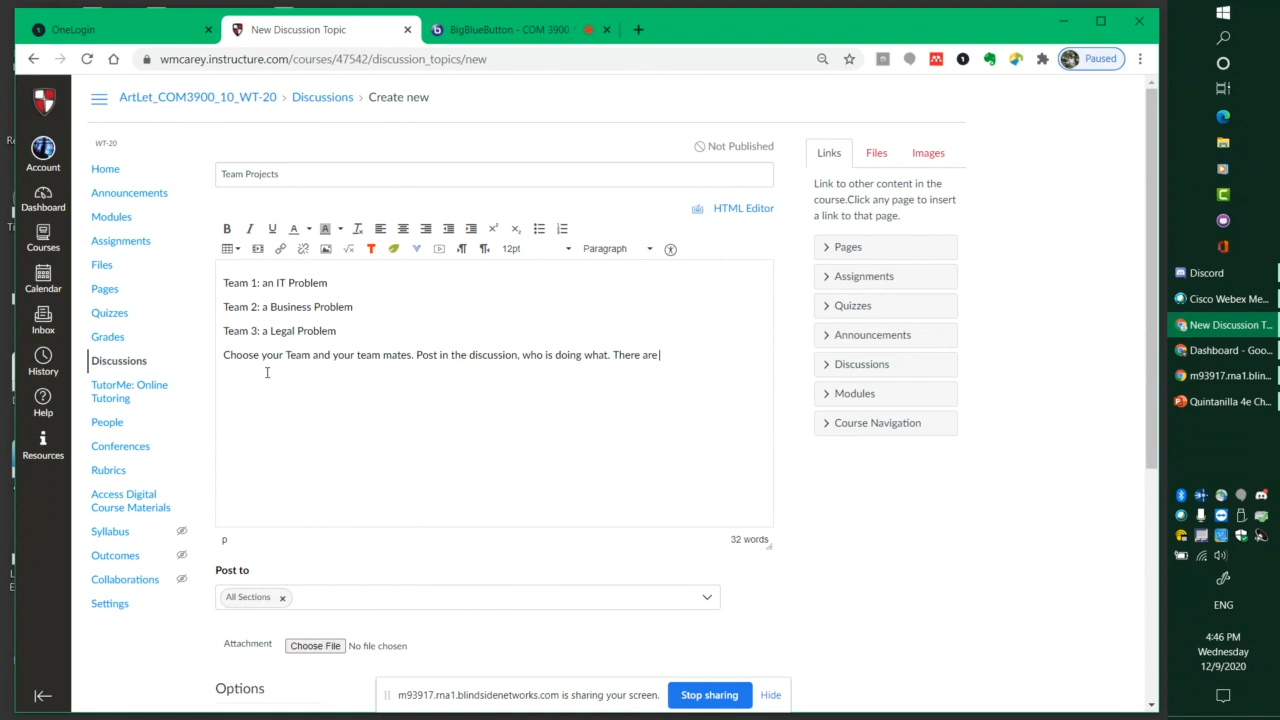 OneLogin
New Discussion Topic
BigBlueButton - COM 3900
wmcarey.instructure.com/courses/47542/discussion_topics/new
Paused
Account
Dashboard
Courses
Calendar
Inbox
History
Help
Resources
ArtLet_COM3900_10_WT-20 > Discussions > Create new
WT-20
Home
Announcements
Modules
Assignments
Files
Pages
Quizzes
Grades
Discussions
TutorMe: Online
Tutoring
People
Conferences
Rubrics
Access Digital
Course Materials
Syllabus
Outcomes
Collaborations
Settings
Not Published
Team Projects
HTML Editor
12pt
Paragraph
Team 1: an IT Problem
Team 2: a Business Problem
Team 3: a Legal Problem
Choose your Team and your team mates. Post in the discussion, who is doing what. There are
p
32 words
Post to
All Sections
Attachment
Choose File No file chosen
Options
Links
Files
Images
Link to other content in the
course.Click any page to insert
a link to that page.
Pages
Assignments
Quizzes
Announcements
Discussions
Modules
Course Navigation
m93917.rna1.blindsidenetworks.com is sharing your screen.
Stop sharing
Hide
Discord
Cisco Webex Me...
New Discussion T...
Dashboard - Goo...
m93917.rna1.blin...
Quintanilla 4e Ch...
ENG
4:46 PM
Wednesday
12/9/2020